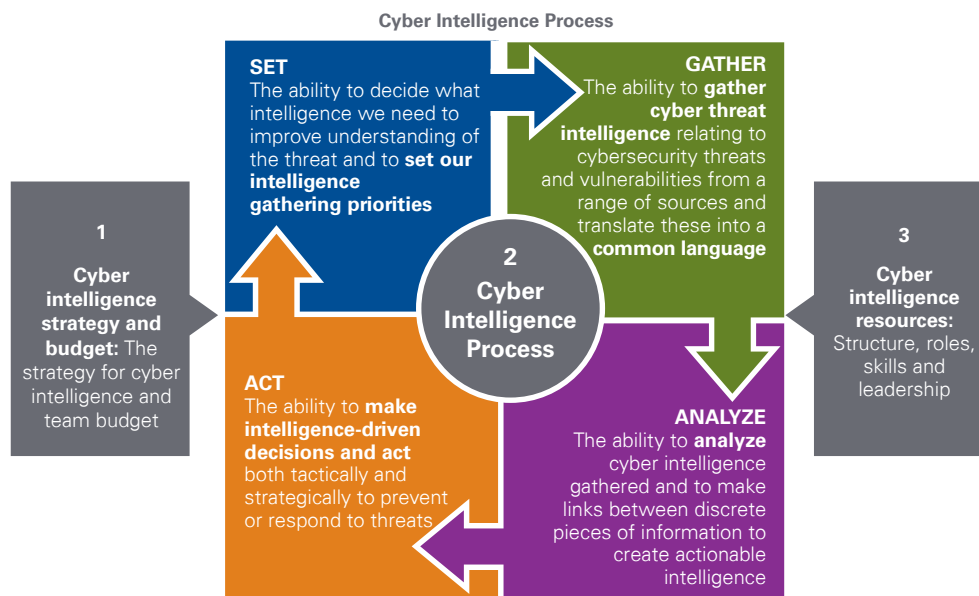 Cyber Intelligence Process
SET
The ability to decide what
intelligence we need to
improve understanding of
the threat and to set our
intelligence
gathering priorities
GATHER
The ability to gather
cyber threat
intelligence relating to
cybersecurity threats
and vulnerabilities from a
range of sources and
translate these into a
common language
1
Cyber
intelligence
strategy and
budget: The
strategy for cyber
intelligence and
team budget
2
Cyber
Intelligence
Process
3
Cyber
intelligence
resources:
Structure, roles,
skills and
leadership
ACT
The ability to make
intelligence-driven
decisions and act
both tactically and
strategically to prevent
or respond to threats
ANALYZE
The ability to analyze
cyber intelligence
gathered and to make
links between discrete
pieces of information to
create actionable
intelligence